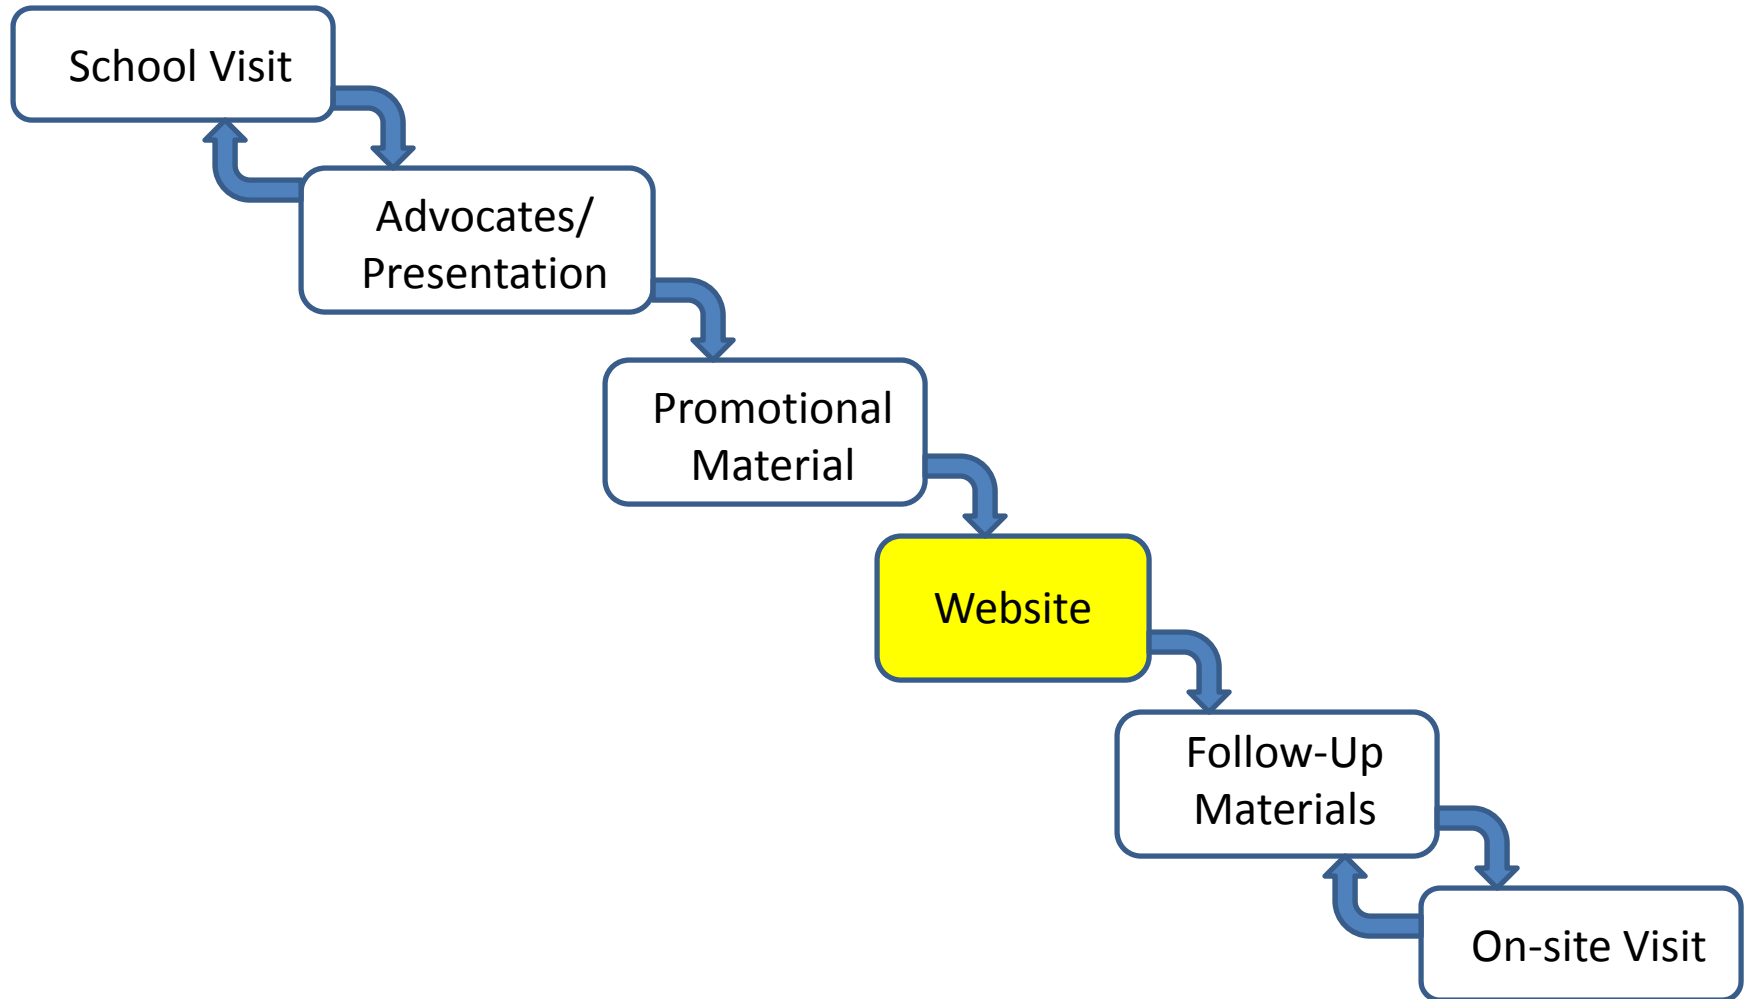 School Visit
Advocates/
Presentation
Promotional
Material
Website
Follow-Up
Materials
On-site Visit